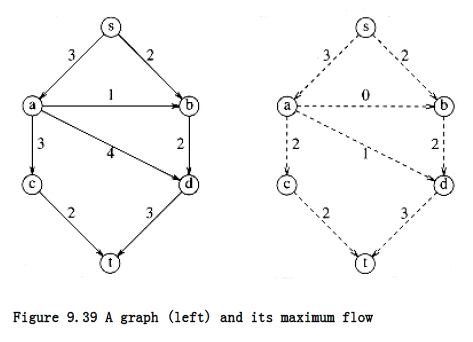 s s
3 2 3 2
a 1 b a 0 b
3 4 2 2 1 2
c d c d
2 3 2 3
t t
Figure 9.39 A graph (left) and its maximum flow